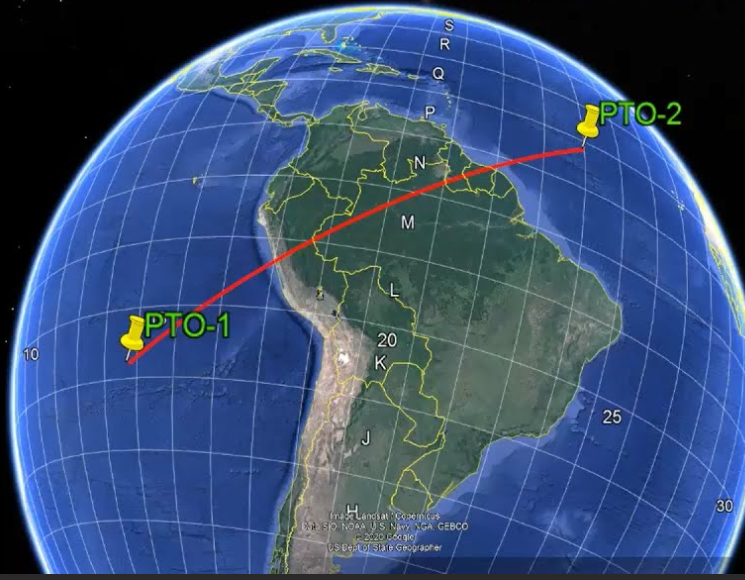 S
R
Q
PTO-2
P
N
M
L
PTO-1
20
10
K
25
J
30
H
Image Landsat / Copernicus
Data SIO, NOAA, U.S. Navy, NGA, GEBCO
© 2020 Google
US Dept of State Geographer